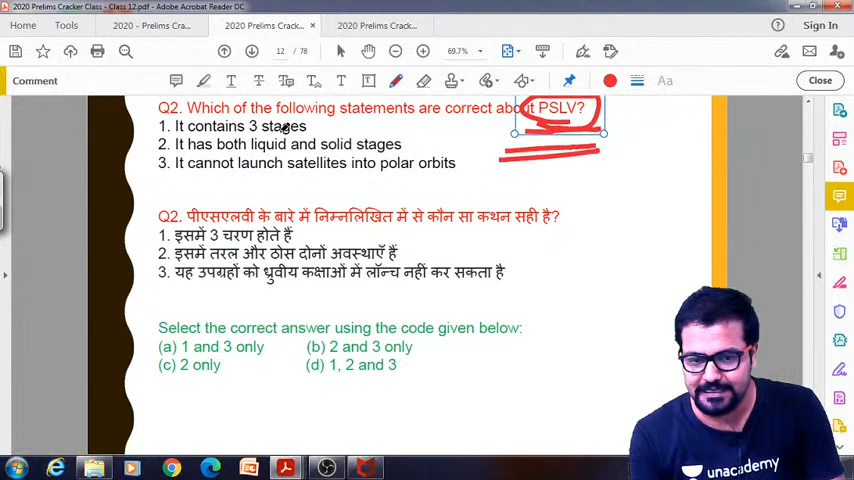 2020 Prelims Cracker Class - Class 12.pdf - Adobe Acrobat Reader DC
Home Tools 2020 - Prelims Cra... 2020 Prelims Crack... × 2020 Prelims Crack... Sign In
12 / 78 69.7%
Comment Aa Close
Q2. Which of the following statements are correct about PSLV?
1. It contains 3 stages
2. It has both liquid and solid stages
3. It cannot launch satellites into polar orbits
Q2. पीएसएलवी के बारे में निम्नलिखित में से कौन सा कथन सही है?
1. इसमें 3 चरण होते हैं
2. इसमें तरल और ठोस दोनों अवस्थाएँ हैं
3. यह उपग्रहों को ध्रुवीय कक्षाओं में लॉन्च नहीं कर सकता है
Select the correct answer using the code given below:
(a) 1 and 3 only (b) 2 and 3 only
(c) 2 only (d) 1, 2 and 3
unacademy